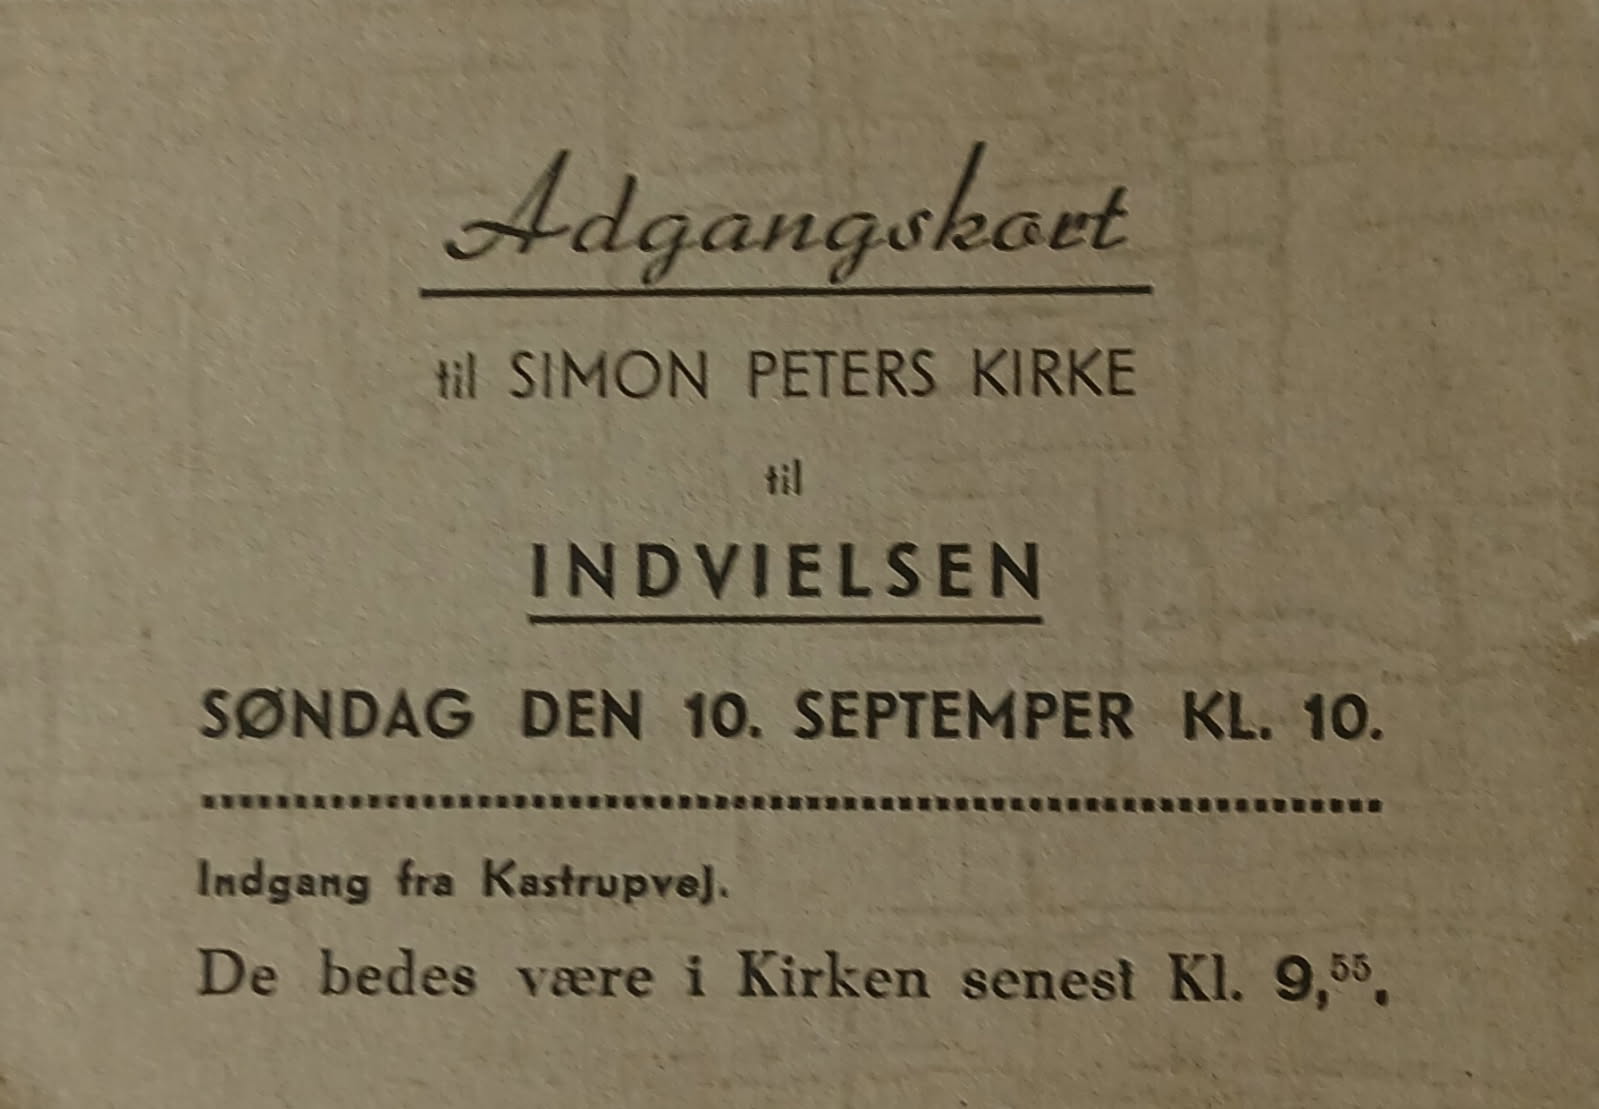 Adgangskort
til SIMON PETERS KIRKE
til
INDVIELSEN
SØNDAG DEN 10. SEPTEMPER KL. 10.
Indgang fra Kastrupvej.
De bedes være i Kirken senest Kl. 9,⁵⁵.